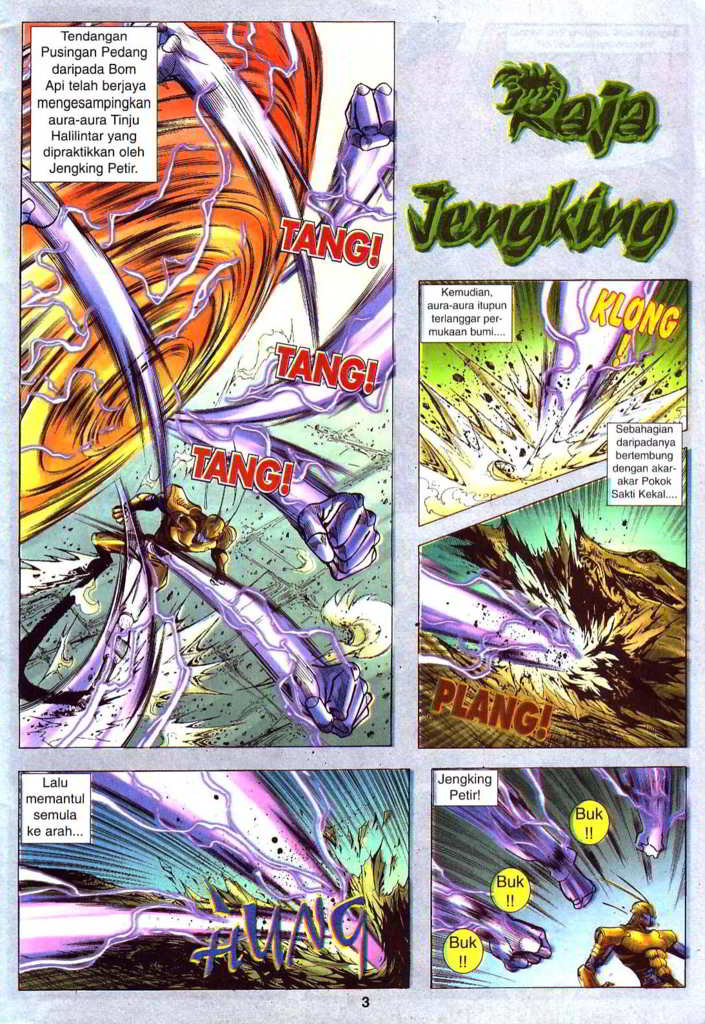 Tendangan
Pusingan Pedang
daripada Bom
Api telah berjaya
mengesampingkan
aura-aura Tinju
Halilintar yang
dipraktikkan oleh
Jengking Petir.
TANG!
TANG!
TANG!
Raja
Jengking
Kemudian,
aura-aura itupun
terlanggar per-
mukaan bumi....
KLONG
!
Sebahagian
daripadanya
bertembung
dengan akar-
akar Pokok
Sakti Kekal....
PLANG!
Lalu
memantul
semula
ke arah...
Jengking
Petir!
Buk
!!
Buk
!!
Buk
!!
3